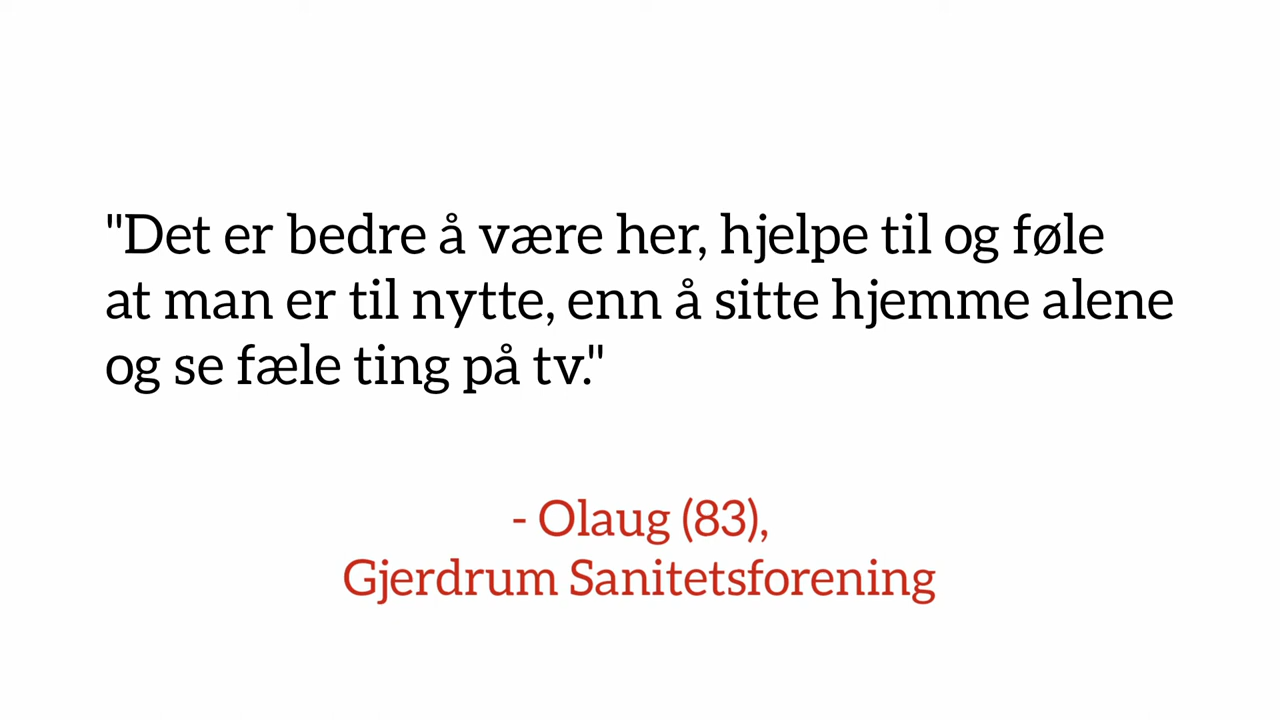 "Det er bedre å være her, hjelpe til og føle
at man er til nytte, enn å sitte hjemme alene
og se fæle ting på tv."
- Olaug (83),
Gjerdrum Sanitetsforening